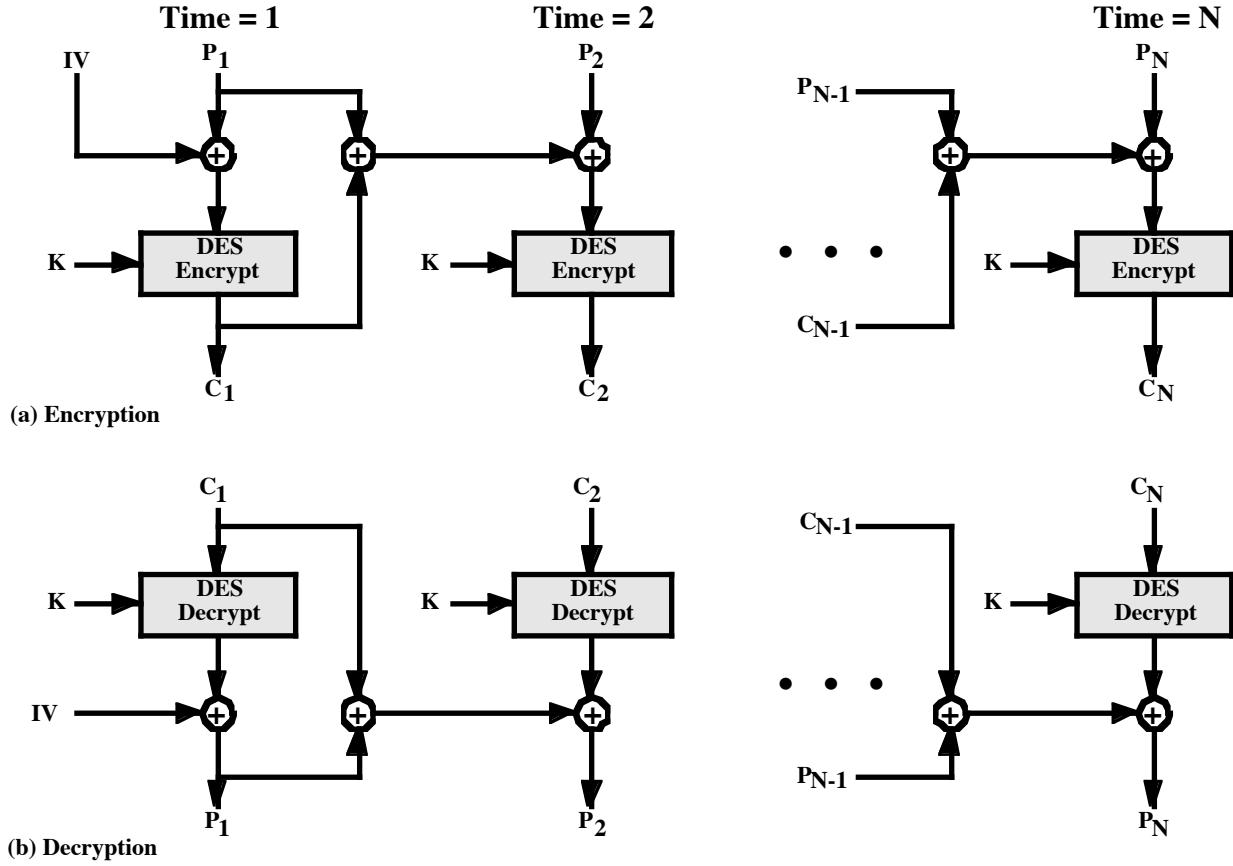 Time = 1
Time = 2
Time = N
IV
P1
P2
PN-1
PN
K
DES
Encrypt
K
DES
Encrypt
• • •
K
DES
Encrypt
CN-1
C1
C2
CN
(a) Encryption
C1
C2
CN-1
CN
K
DES
Decrypt
K
DES
Decrypt
K
DES
Decrypt
• • •
IV
PN-1
P1
P2
PN
(b) Decryption